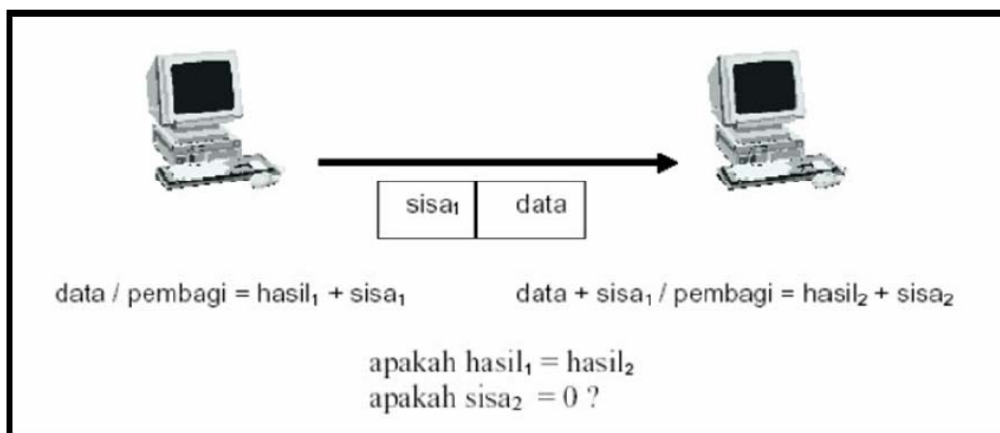 sisa₁ data
data / pembagi = hasil₁ + sisa₁
data + sisa₁ / pembagi = hasil₂ + sisa₂
apakah hasil₁ = hasil₂
apakah sisa₂ = 0 ?